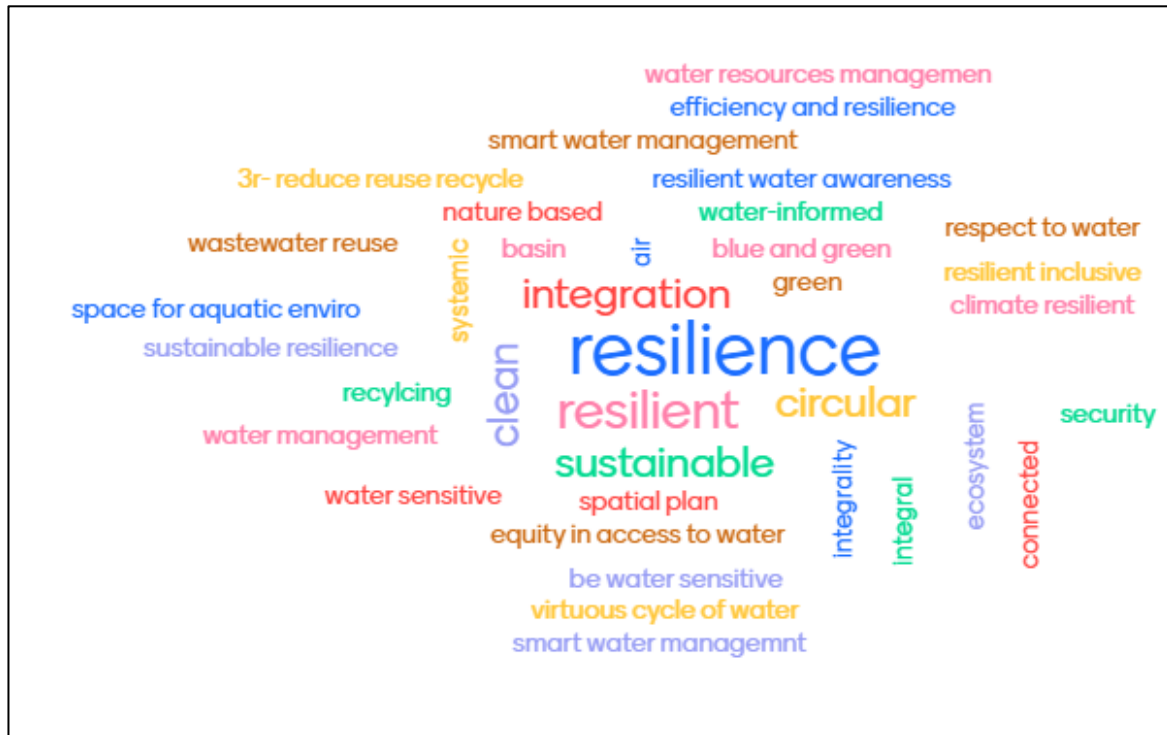 water resources managemen
efficiency and resilience
smart water management
3r- reduce reuse recycle
resilient water awareness
nature based
water-informed
respect to water
wastewater reuse
systemic
basin
air
blue and green
green
resilient inclusive
integration
climate resilient
space for aquatic enviro
sustainable resilience
resilience
clean
recylcing
resilient
circular
security
water management
sustainable
integrality
integral
ecosystem
connected
water sensitive
spatial plan
equity in access to water
be water sensitive
virtuous cycle of water
smart water managemnt